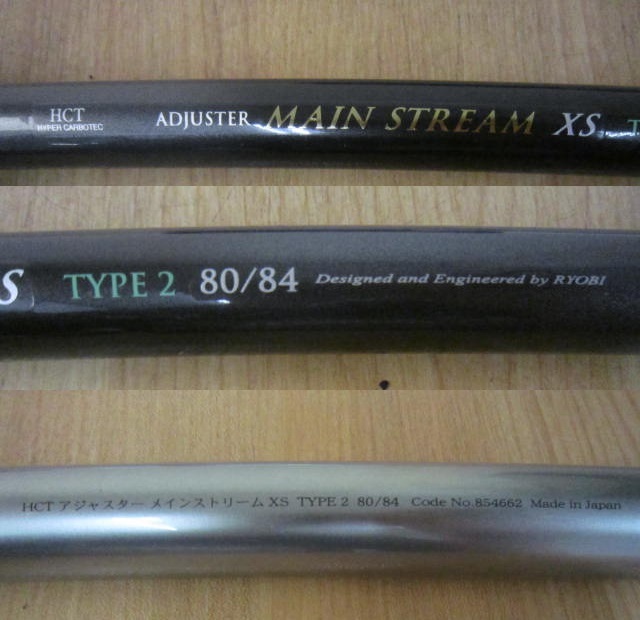 HCT
HYPER CARBOTEC
ADJUSTER MAIN STREAM XS T
S TYPE 2 80/84 Designed and Engineered by RYOBI
HCT アジャスター メインストリーム XS TYPE 2 80/84 Code No.854662 Made in Japan